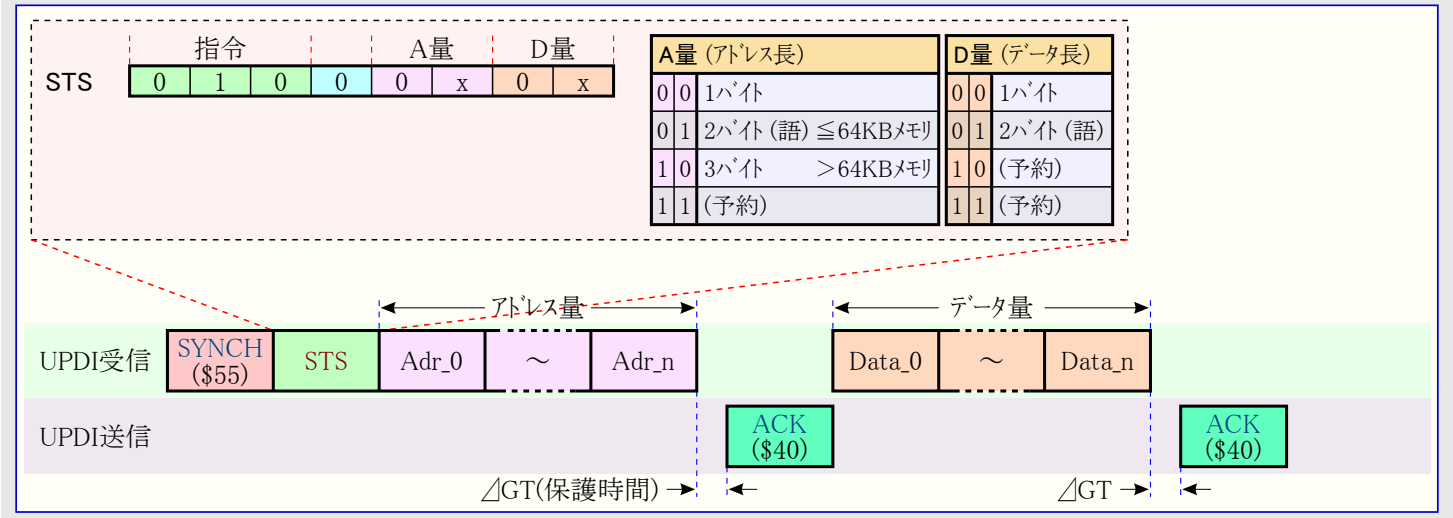 指令 A量 D量
STS 0 1 0 0 0 x 0 x
A量 (アドレス長)
0 0 1バイト
0 1 2バイト (語) ≦64KBメモリ
1 0 3バイト >64KBメモリ
1 1 (予約)
D量 (データ長)
0 0 1バイト
0 1 2バイト (語)
1 0 (予約)
1 1 (予約)
アドレス量 データ量
UPDI受信 SYNCH ($55) STS Adr_0 ～ Adr_n Data_0 ～ Data_n
UPDI送信 ACK ($40) ACK ($40)
⊿GT(保護時間) ⊿GT